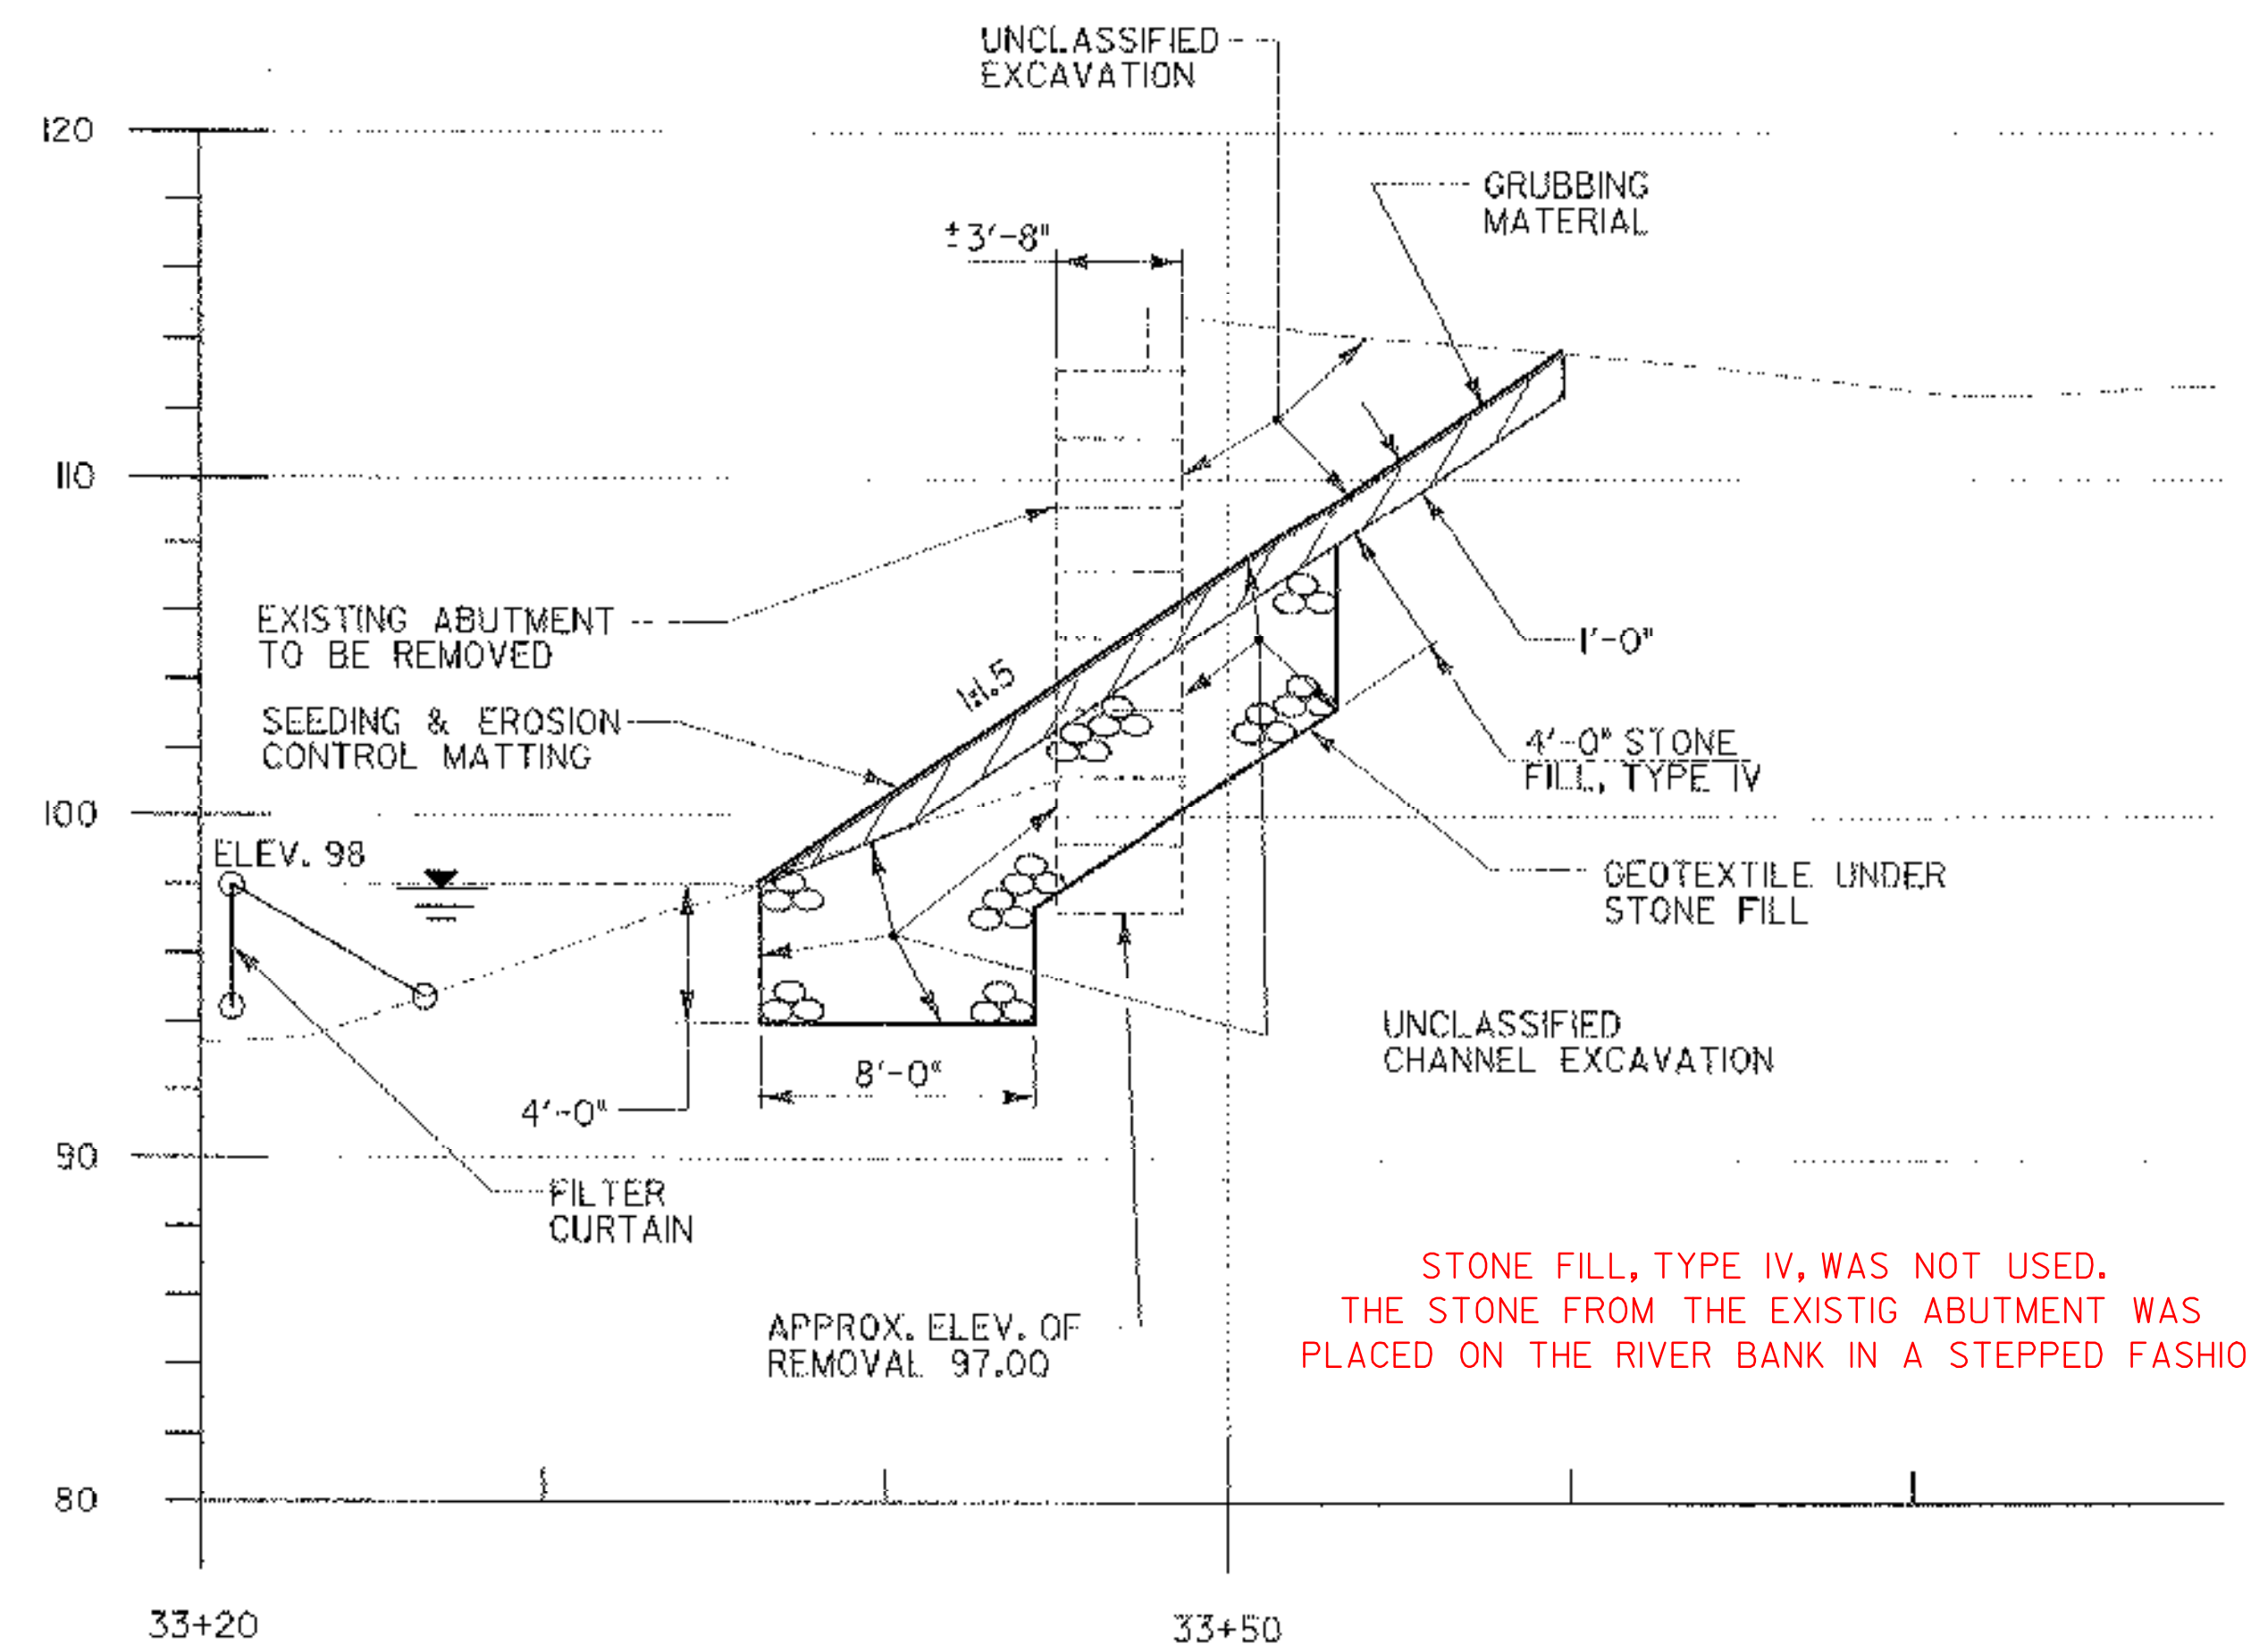 UNCLASSIFIED
EXCAVATION
120
GRUBBING
MATERIAL
±3'-8"
110
EXISTING ABUTMENT
TO BE REMOVED
1'-0"
1:1.5
SEEDING & EROSION
CONTROL MATTING
4'-0" STONE
FILL, TYPE IV
100
ELEV. 98
GEOTEXTILE UNDER
STONE FILL
UNCLASSIFIED
CHANNEL EXCAVATION
8'-0"
4'-0"
90
FILTER
CURTAIN
STONE FILL, TYPE IV, WAS NOT USED.
THE STONE FROM THE EXISTIG ABUTMENT WAS
PLACED ON THE RIVER BANK IN A STEPPED FASHIO
APPROX. ELEV. OF
REMOVAL 97.00
80
33+20
33+50